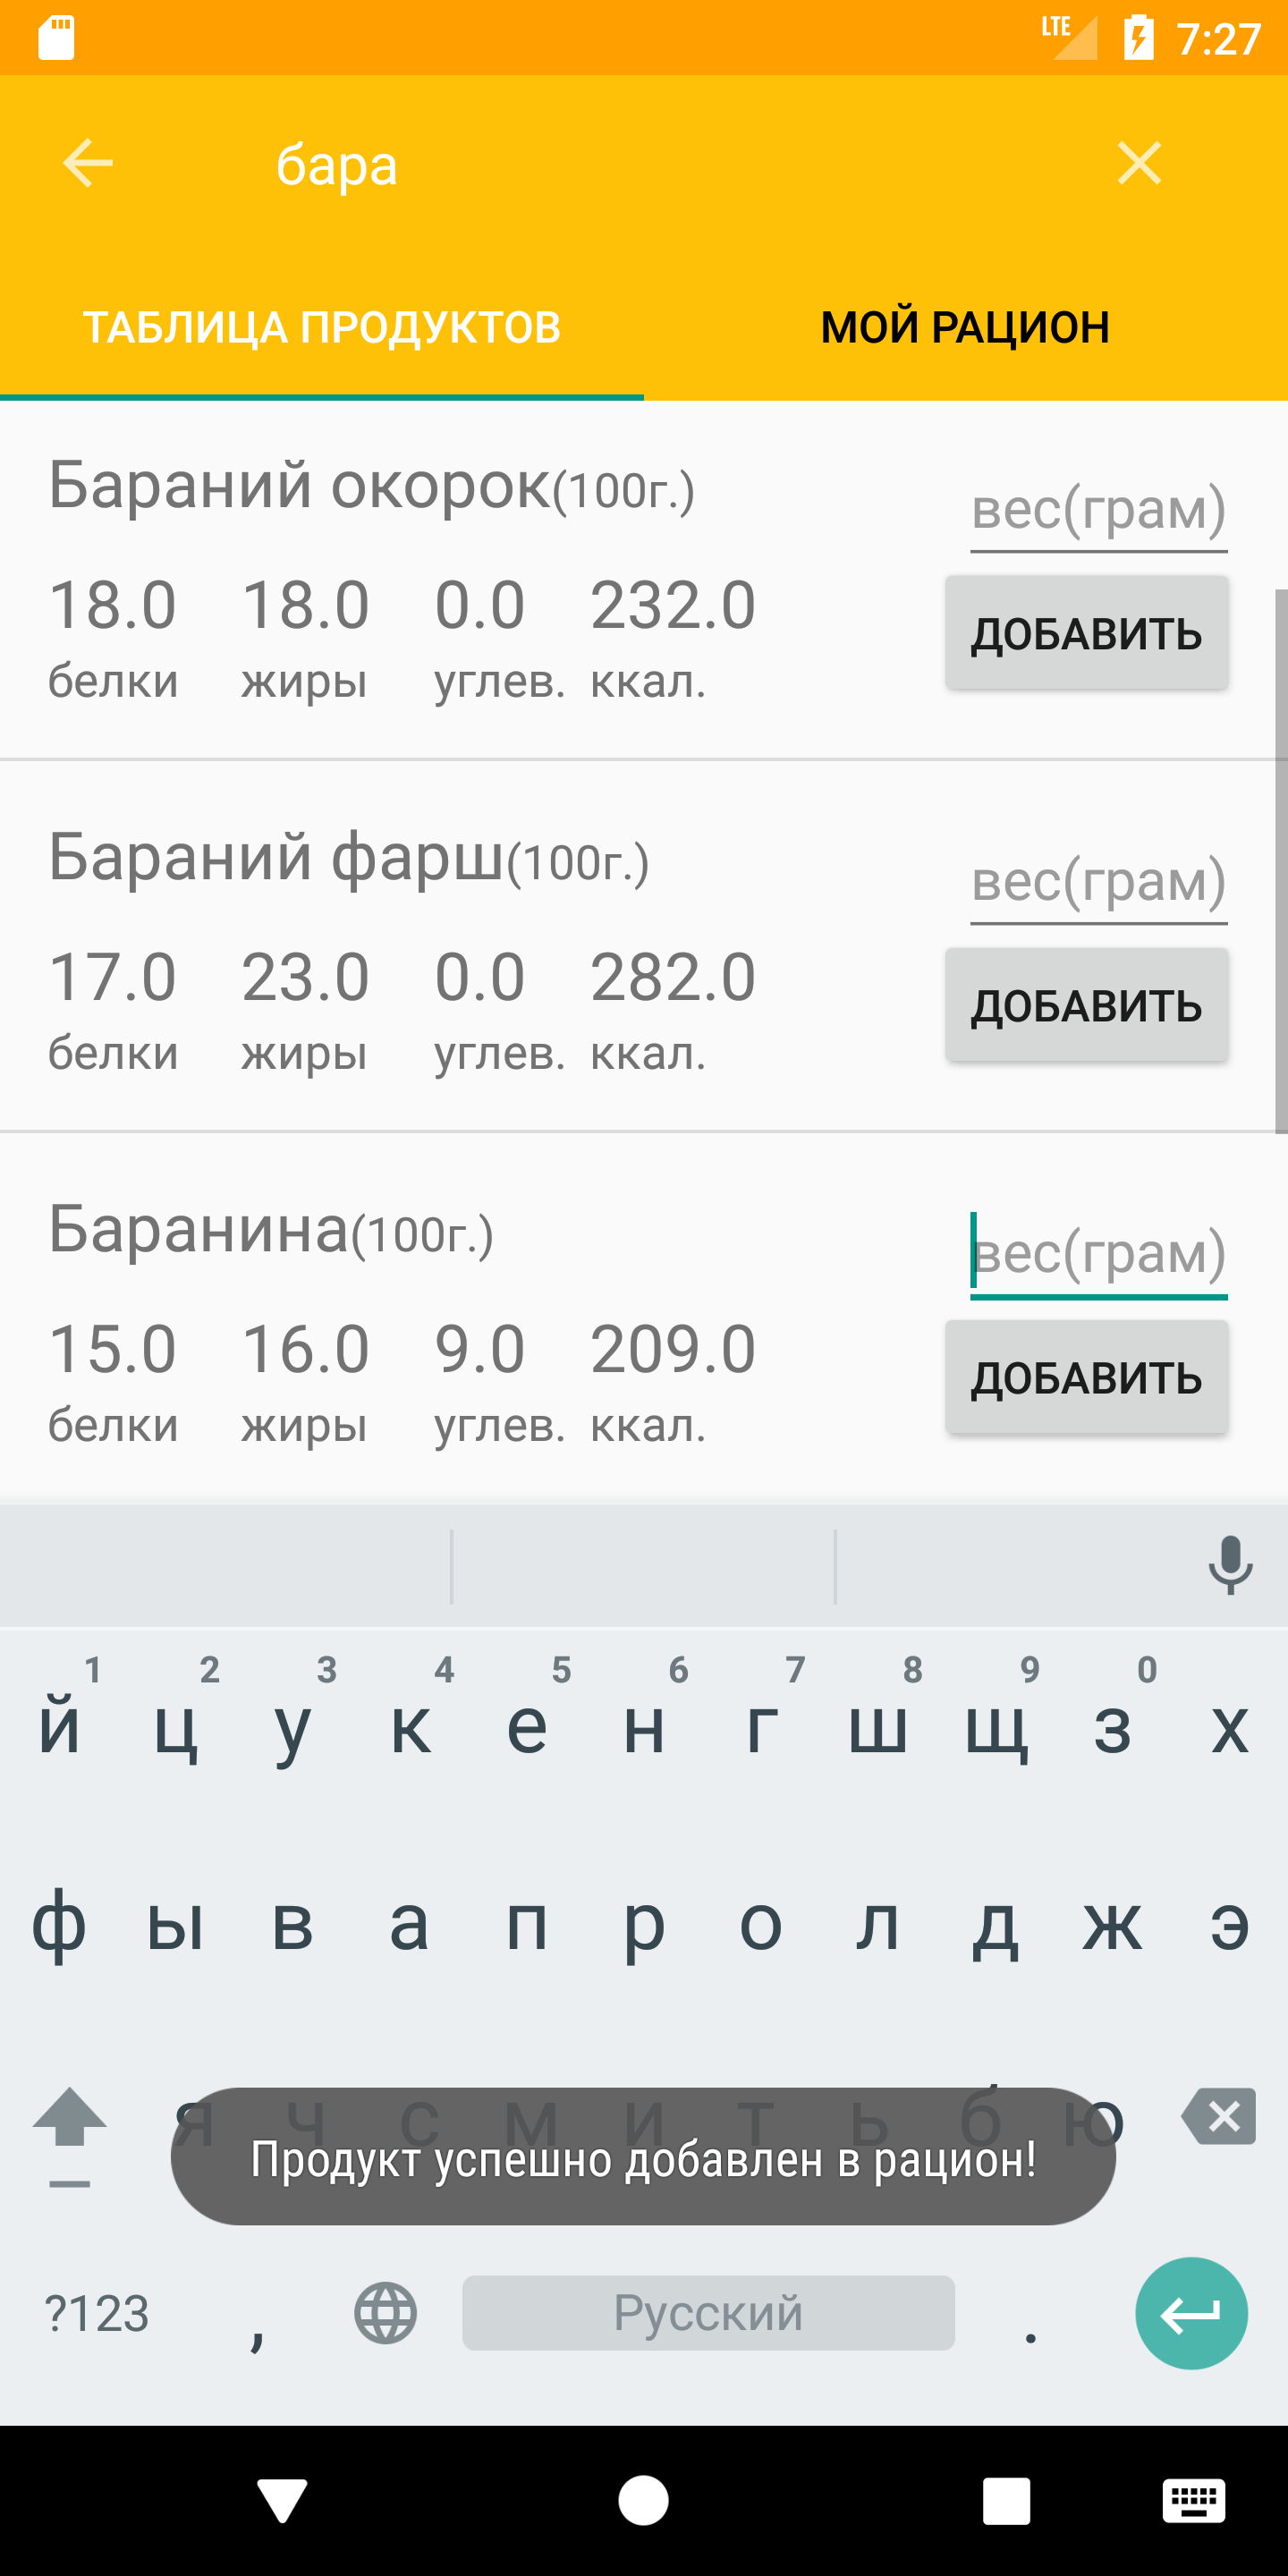 LTE 7:27
бара
ТАБЛИЦА ПРОДУКТОВ МОЙ РАЦИОН
Бараний окорок(100г.) вес(грам)
18.0 18.0 0.0 232.0
белки жиры углев. ккал. ДОБАВИТЬ
Бараний фарш(100г.) вес(грам)
17.0 23.0 0.0 282.0
белки жиры углев. ккал. ДОБАВИТЬ
Баранина(100г.) вес(грам)
15.0 16.0 9.0 209.0
белки жиры углев. ккал. ДОБАВИТЬ
1 2 3 4 5 6 7 8 9 0
й ц у к е н г ш щ з х
ф ы в а п р о л д ж э
я ч с м и т ь б ю
Продукт успешно добавлен в рацион!
?123 , Русский .